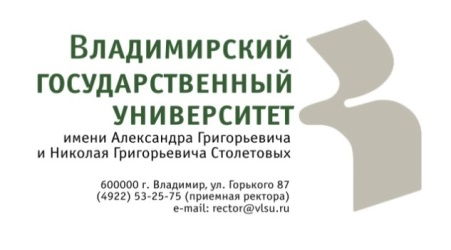 Владимирский
государственный
университет
имени Александра Григорьевича
и Николая Григорьевича Столетовых
600000 г. Владимир, ул. Горького 87
(4922) 53-25-75 (приемная ректора)
e-mail: rector@vlsu.ru